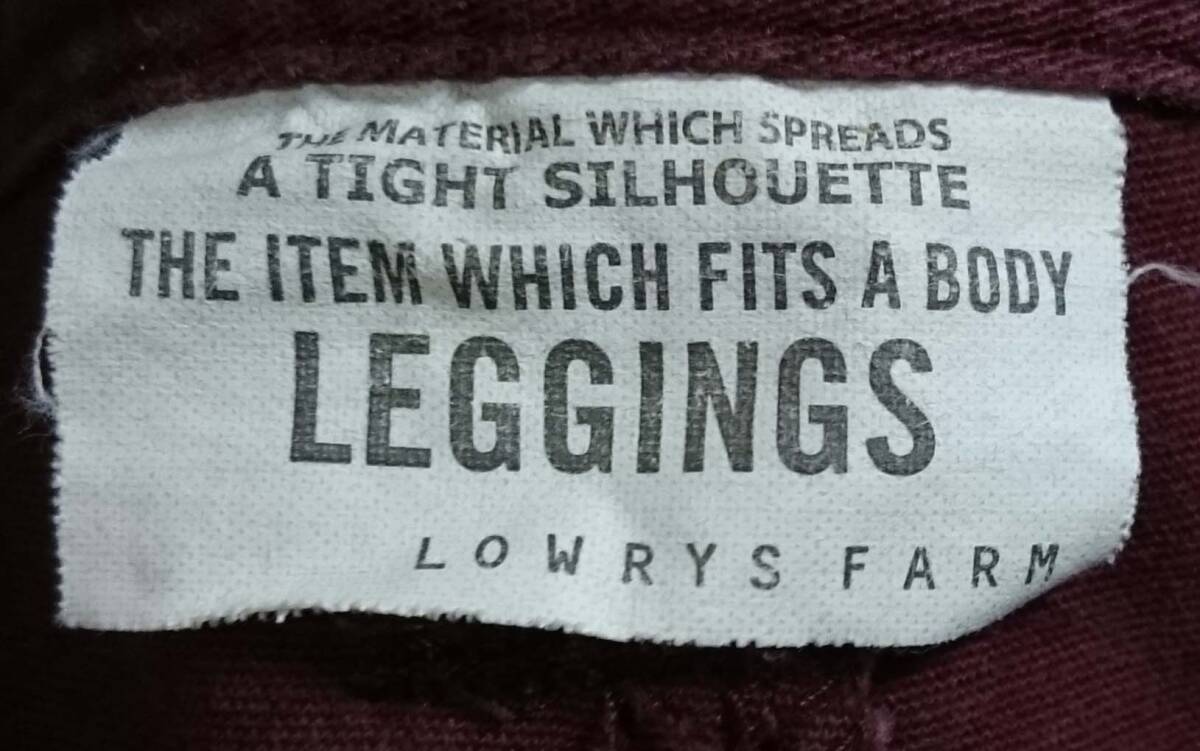 THE MATERIAL WHICH SPREADS
A TIGHT SILHOUETTE
THE ITEM WHICH FITS A BODY
LEGGINGS
LOWRYS FARM